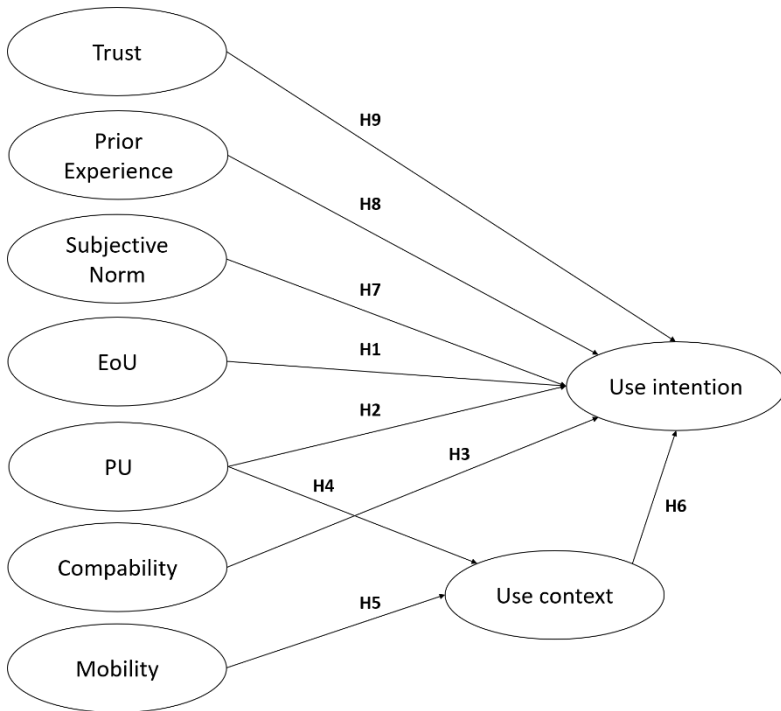 Trust
H9
Prior
Experience
H8
Subjective
Norm
H7
EoU
H1
Use intention
H2
PU
H3
H4
H6
Compability
Use context
H5
Mobility